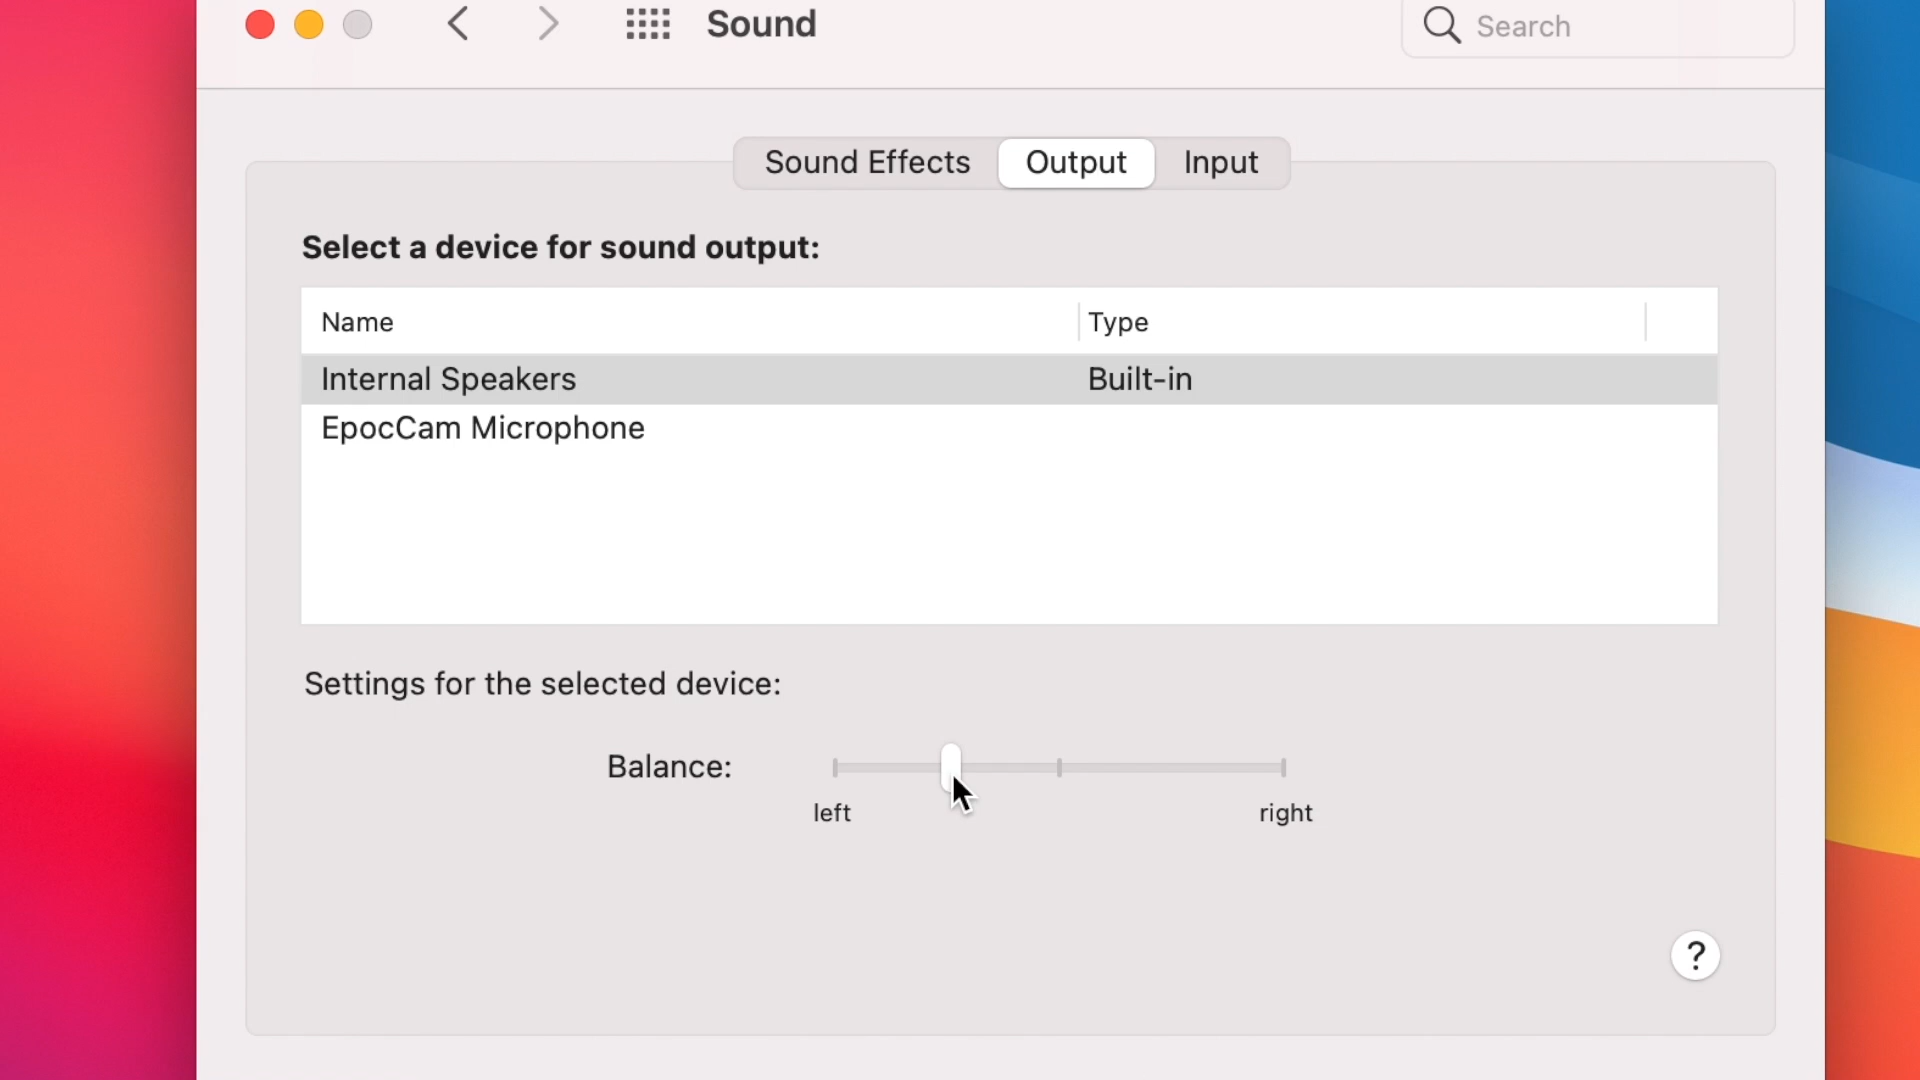 Sound
Search
Sound Effects Output Input
Select a device for sound output:
Name Type
Internal Speakers Built-in
EpocCam Microphone
Settings for the selected device:
Balance:
left right
?